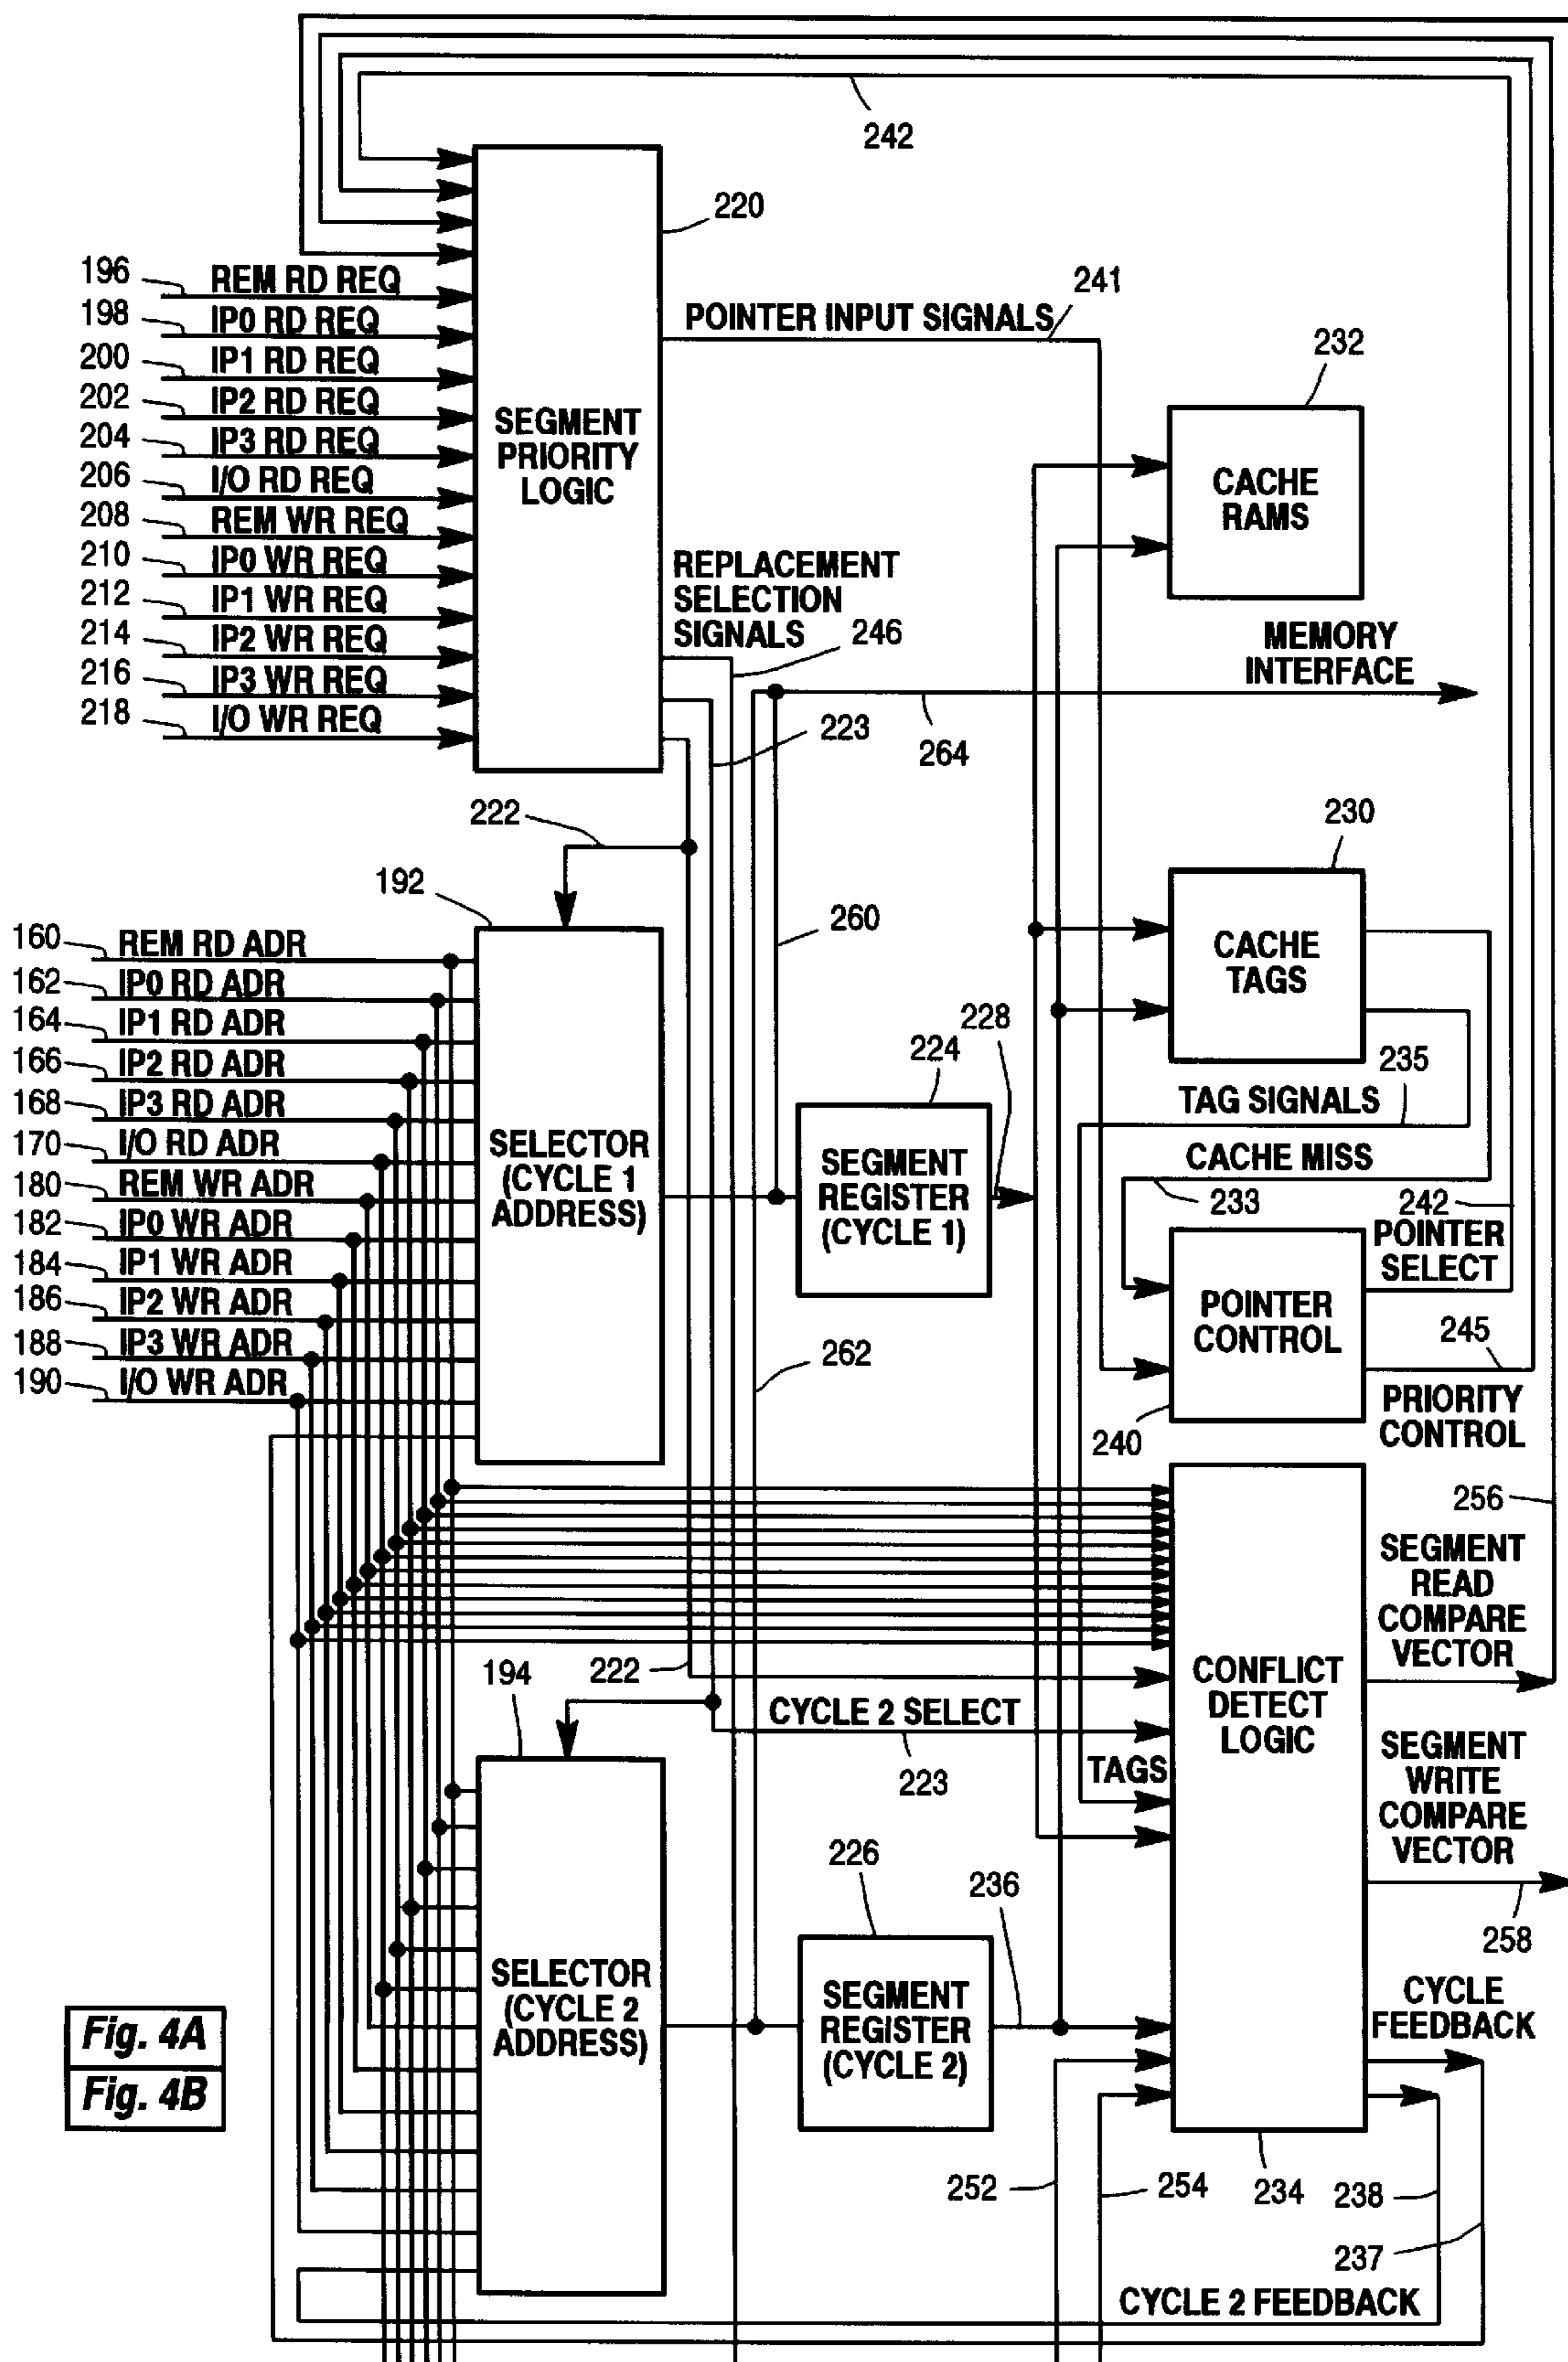 242
220
196 REM RD REQ
198 IP0 RD REQ
200 IP1 RD REQ
202 IP2 RD REQ
204 IP3 RD REQ
206 I/O RD REQ
208 REM WR REQ
210 IP0 WR REQ
212 IP1 WR REQ
214 IP2 WR REQ
216 IP3 WR REQ
218 I/O WR REQ
SEGMENT
PRIORITY
LOGIC
POINTER INPUT SIGNALS
241
232
CACHE
RAMS
REPLACEMENT
SELECTION
SIGNALS
246
MEMORY
INTERFACE
223
264
222
192
260
230
CACHE
TAGS
160 REM RD ADR
162 IP0 RD ADR
164 IP1 RD ADR
166 IP2 RD ADR
168 IP3 RD ADR
170 I/O RD ADR
180 REM WR ADR
182 IP0 WR ADR
184 IP1 WR ADR
186 IP2 WR ADR
188 IP3 WR ADR
190 I/O WR ADR
SELECTOR
(CYCLE 1
ADDRESS)
224
228
SEGMENT
REGISTER
(CYCLE 1)
235
TAG SIGNALS
CACHE MISS
233
242
POINTER
SELECT
POINTER
CONTROL
245
262
240
PRIORITY
CONTROL
256
SEGMENT
READ
COMPARE
VECTOR
CONFLICT
DETECT
LOGIC
222
194
CYCLE 2 SELECT
223
TAGS
SEGMENT
WRITE
COMPARE
VECTOR
226
236
258
SELECTOR
(CYCLE 2
ADDRESS)
SEGMENT
REGISTER
(CYCLE 2)
CYCLE
FEEDBACK
Fig. 4A
Fig. 4B
252
254
234
238
237
CYCLE 2 FEEDBACK